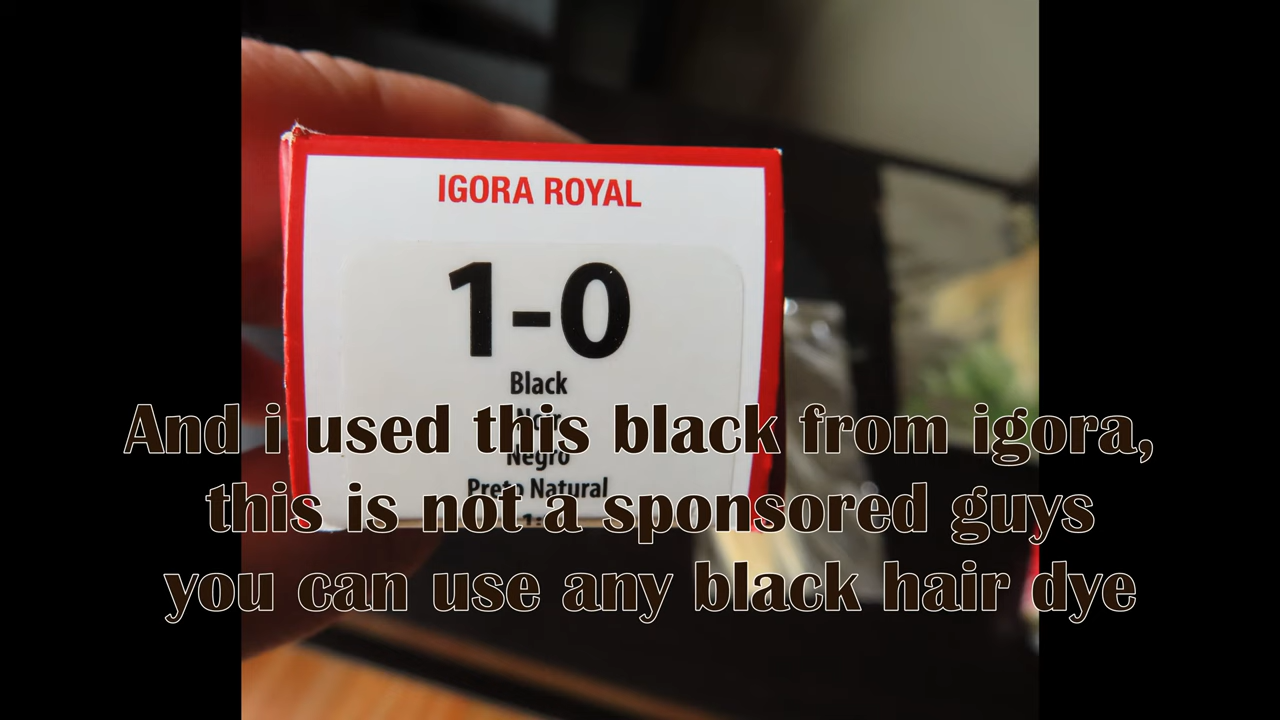 IGORA ROYAL
1-0
Black
Noir
Negro
Preto Natural
And i used this black from igora,
this is not a sponsored guys
you can use any black hair dye